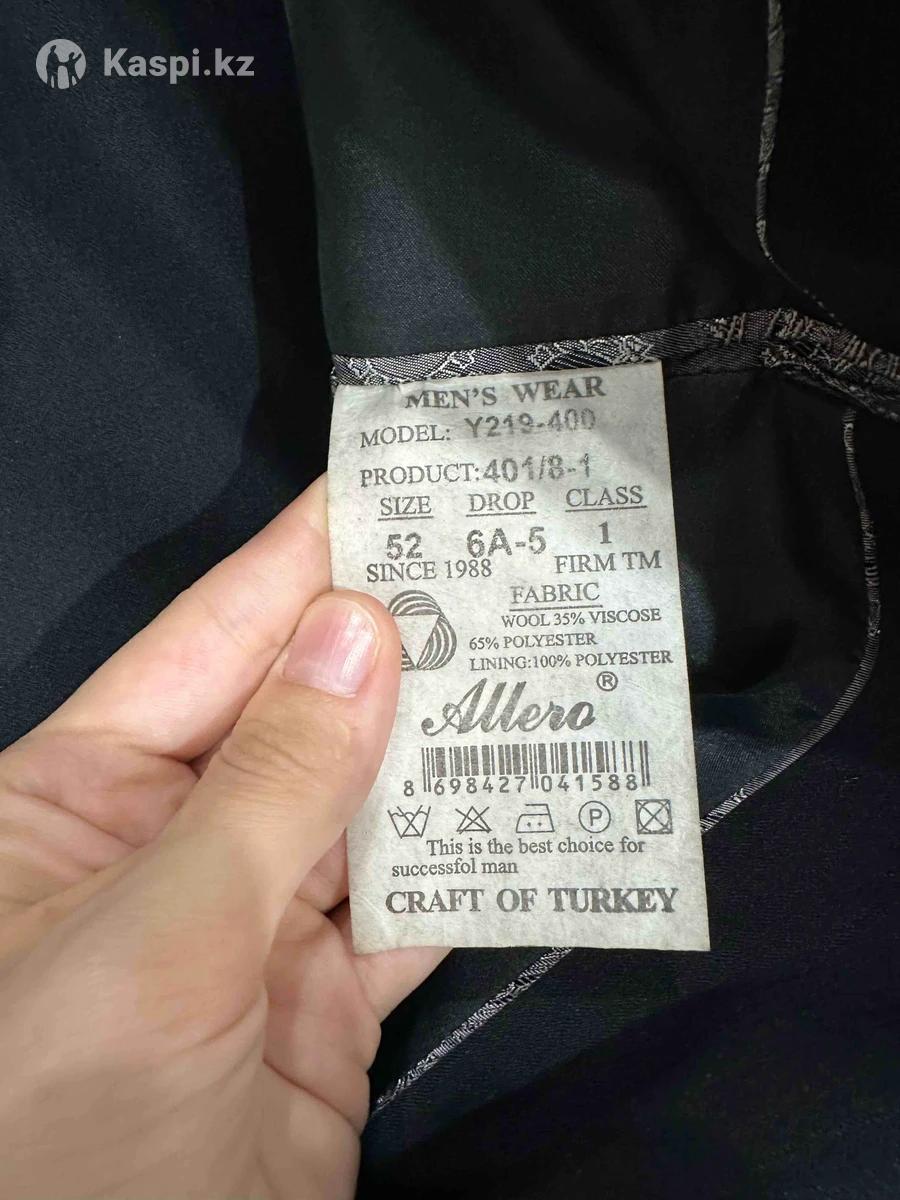 Kaspi.kz
MEN'S WEAR
MODEL: Y219-400
PRODUCT: 401/8-1
SIZE DROP CLASS
52 6A-5 1
SINCE 1988 FIRM TM
FABRIC
WOOL 35% VISCOSE
65% POLYESTER
LINING:100% POLYESTER
Allero ®
8 698427 041588
P
This is the best choice for
successfol man
CRAFT OF TURKEY